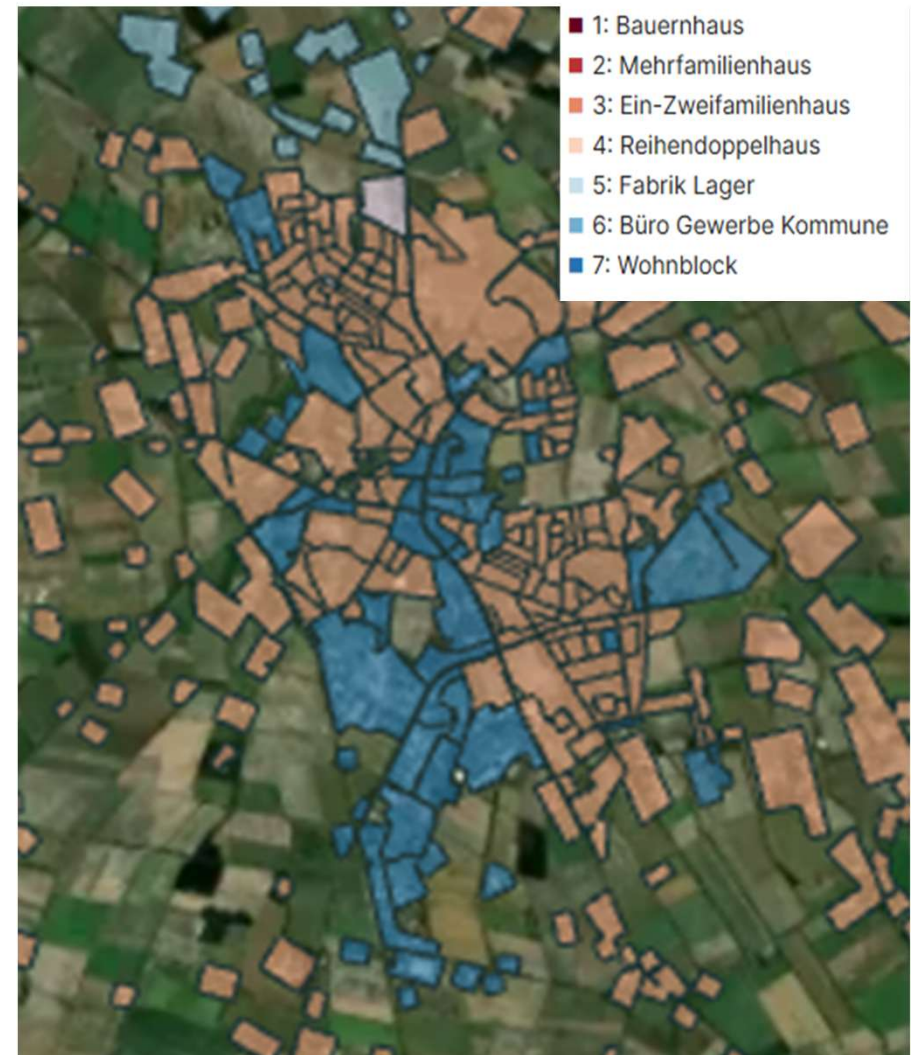 1: Bauernhaus
2: Mehrfamilienhaus
3: Ein-Zweifamilienhaus
4: Reihendoppelhaus
5: Fabrik Lager
6: Büro Gewerbe Kommune
7: Wohnblock